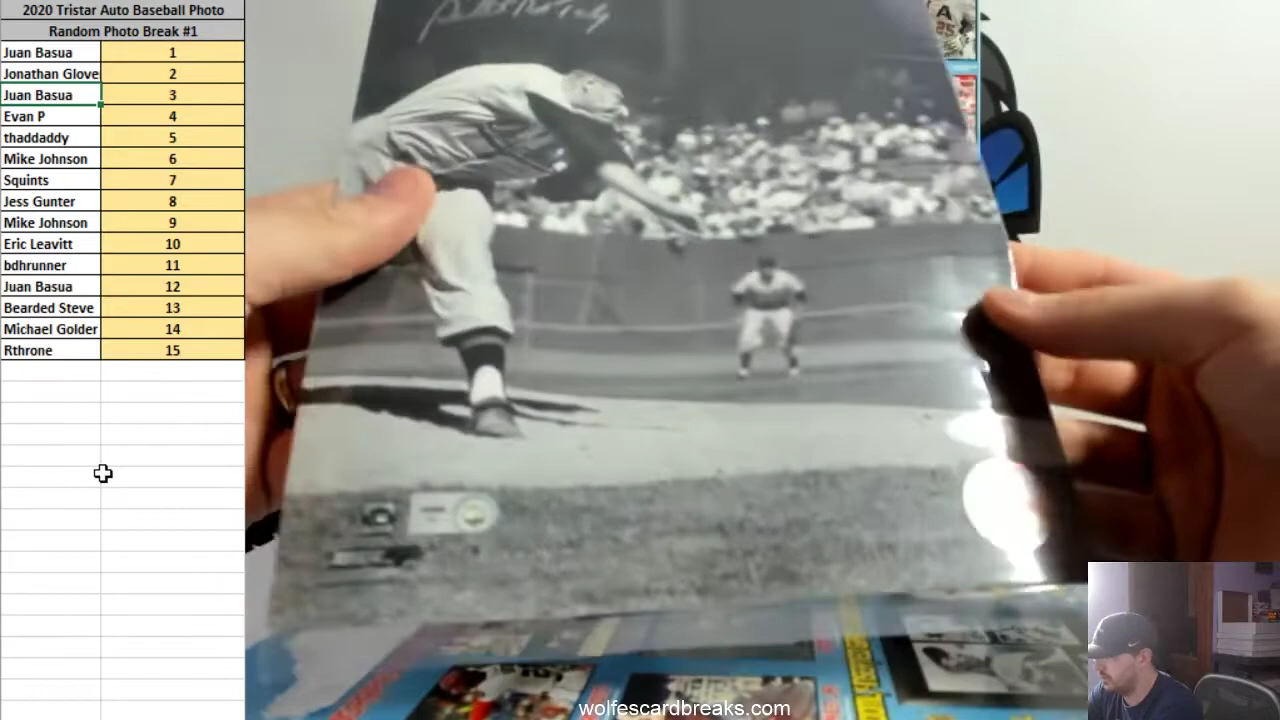 2020 Tristar Auto Baseball Photo
Random Photo Break #1
Juan Basua 1
Jonathan Glove 2
Juan Basua 3
Evan P 4
thaddaddy 5
Mike Johnson 6
Squints 7
Jess Gunter 8
Mike Johnson 9
Eric Leavitt 10
bdhrunner 11
Juan Basua 12
Bearded Steve 13
Michael Golder 14
Rthrone 15
wolfescardbreaks.com